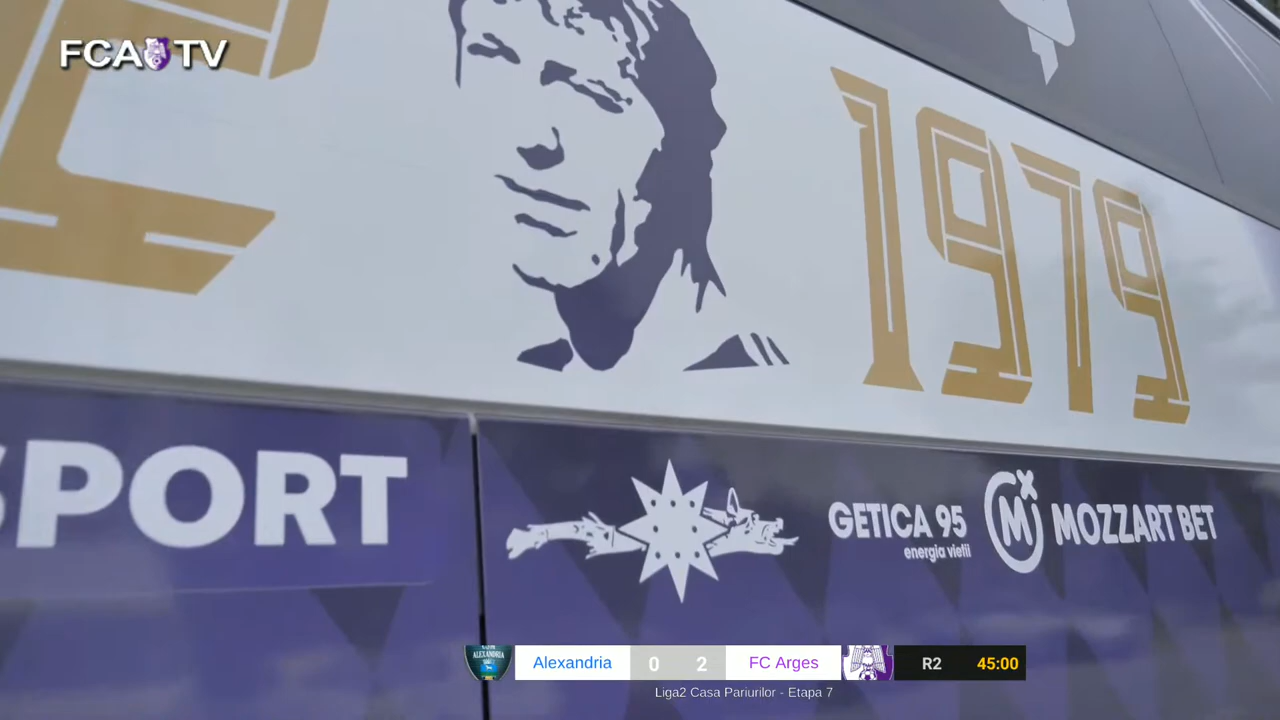 FCA TV
1979
SPORT
GETICA 95
energia vieții
M MOZZART BET
ALEXANDRIA
Alexandria 0 2 FC Arges R2 45:00
Liga2 Casa Pariurilor - Etapa 7